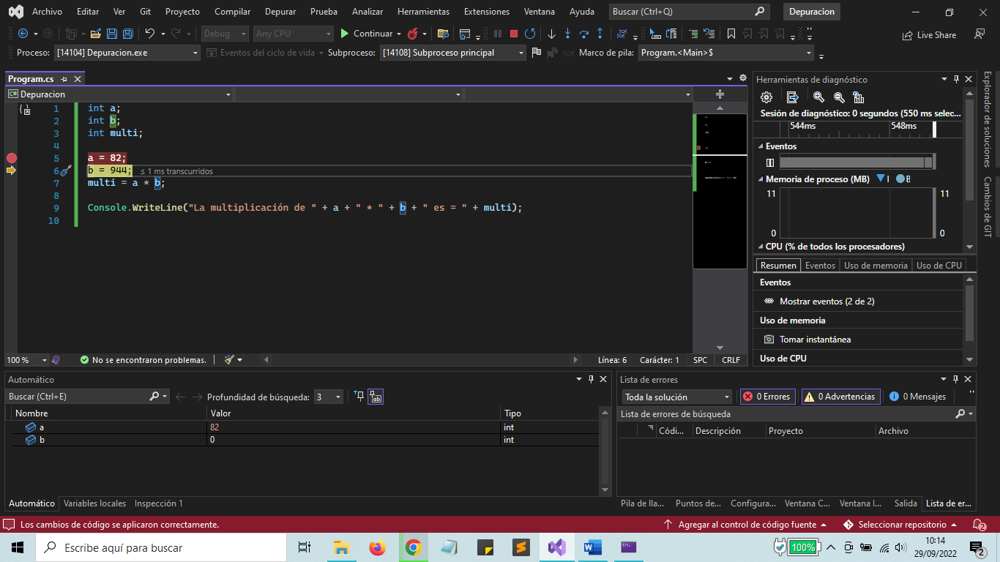 Archivo Editar Ver Git Proyecto Compilar Depurar Prueba Analizar Herramientas Extensiones Ventana Ayuda Buscar (Ctrl+Q) Depuracion
Debug Any CPU Continuar Live Share
Proceso: [14104] Depuracion.exe Eventos del ciclo de vida Subproceso: [14108] Subproceso principal Marco de pila: Program.<Main>$
Program.cs
Depuracion
1 int a;
2 int b;
3 int multi;
4
5 a = 82;
6 b = 944; ≤ 1 ms transcurridos
7 multi = a * b;
8
9 Console.WriteLine("La multiplicación de " + a + " * " + b + " es = " + multi);
10
100 % No se encontraron problemas. Línea: 6 Carácter: 1 SPC CRLF
Herramientas de diagnóstico
Sesión de diagnóstico: 0 segundos (550 ms selec...
544ms 548ms
Eventos
Memoria de proceso (MB)
11 11
0 0
CPU (% de todos los procesadores)
Resumen Eventos Uso de memoria Uso de CPU
Eventos
Mostrar eventos (2 de 2)
Uso de memoria
Tomar instantánea
Uso de CPU
Explorador de soluciones
Cambios de GIT
Automático
Buscar (Ctrl+E) Profundidad de búsqueda: 3
Nombre Valor Tipo
a 82 int
b 0 int
Automático Variables locales Inspección 1
Lista de errores
Toda la solución 0 Errores 0 Advertencias 0 Mensajes
Lista de errores de búsqueda
Códi... Descripción Proyecto Archivo
Pila de lla... Puntos de... Configura... Ventana C... Ventana I... Salida Lista de er...
Los cambios de código se aplicaron correctamente. Agregar al control de código fuente Seleccionar repositorio 2
Escribe aquí para buscar 100% 10:14
29/09/2022 2